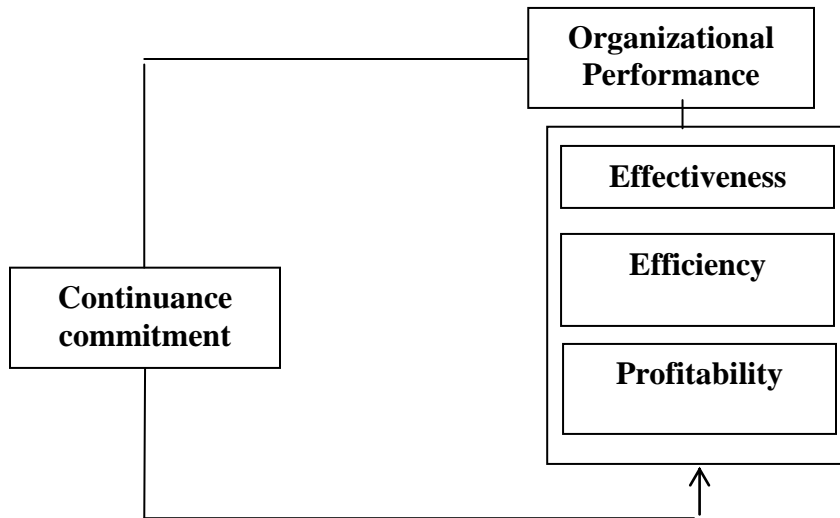 Organizational
Performance
Effectiveness
Efficiency
Continuance
commitment
Profitability